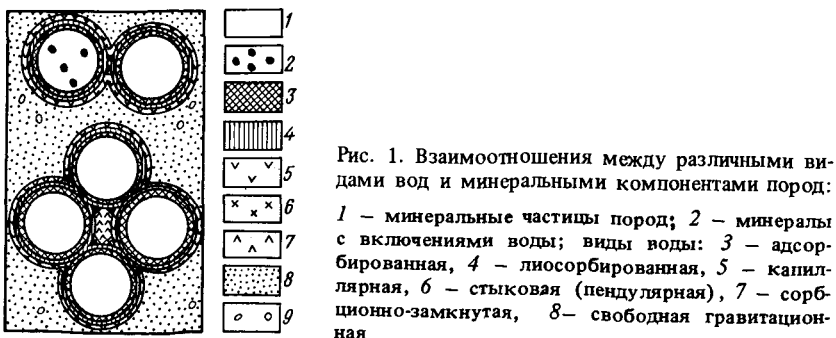 1
2
3
4
5
6
7
8
9
Рис. 1. Взаимоотношения между различными ви-
дами вод и минеральными компонентами пород:
1 — минеральные частицы пород; 2 — минералы
с включениями воды; виды воды: 3 — адсор-
бированная, 4 — лиосорбированная, 5 — капил-
лярная, 6 — стыковая (пендулярная), 7 — сорб-
ционно-замкнутая, 8— свободная гравитацион-
ная